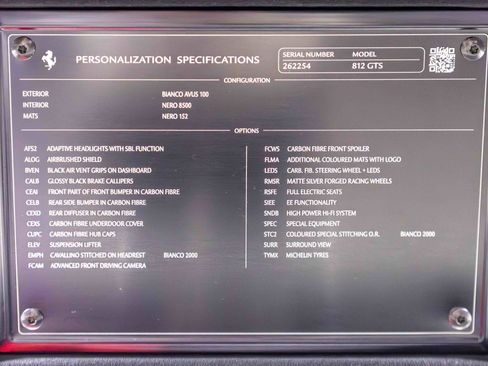 PERSONALIZATION SPECIFICATIONS
SERIAL NUMBER MODEL
262254 812 GTS
CONFIGURATION
EXTERIOR BIANCO AVUS 100
INTERIOR NERO 8500
MATS NERO 152
OPTIONS
AFS2 ADAPTIVE HEADLIGHTS WITH SBL FUNCTION
ALOG AIRBRUSHED SHIELD
BVEN BLACK AIR VENT GRIPS ON DASHBOARD
CALB GLOSSY BLACK BRAKE CALLIPERS
CEAI FRONT PART OF FRONT BUMPER IN CARBON FIBRE
CELB REAR SIDE BUMPER IN CARBON FIBRE
CEXD REAR DIFFUSER IN CARBON FIBRE
CEXS CARBON FIBRE UNDERDOOR COVER
CUPC CARBON FIBRE HUB CAPS
ELEV SUSPENSION LIFTER
EMPH CAVALLINO STITCHED ON HEADREST BIANCO 2000
FCAM ADVANCED FRONT DRIVING CAMERA
FCWS CARBON FIBRE FRONT SPOILER
FLMA ADDITIONAL COLOURED MATS WITH LOGO
LEDS CARB. FIB. STEERING WHEEL + LEDS
RMSR MATTE SILVER FORGED RACING WHEELS
RSFE FULL ELECTRIC SEATS
SIEE EE FUNCTIONALITY
SNDB HIGH POWER HI-FI SYSTEM
SPEC SPECIAL EQUIPMENT
STC2 COLOURED SPECIAL STITCHING O.R. BIANCO 2000
SURR SURROUND VIEW
TYMX MICHELIN TYRES